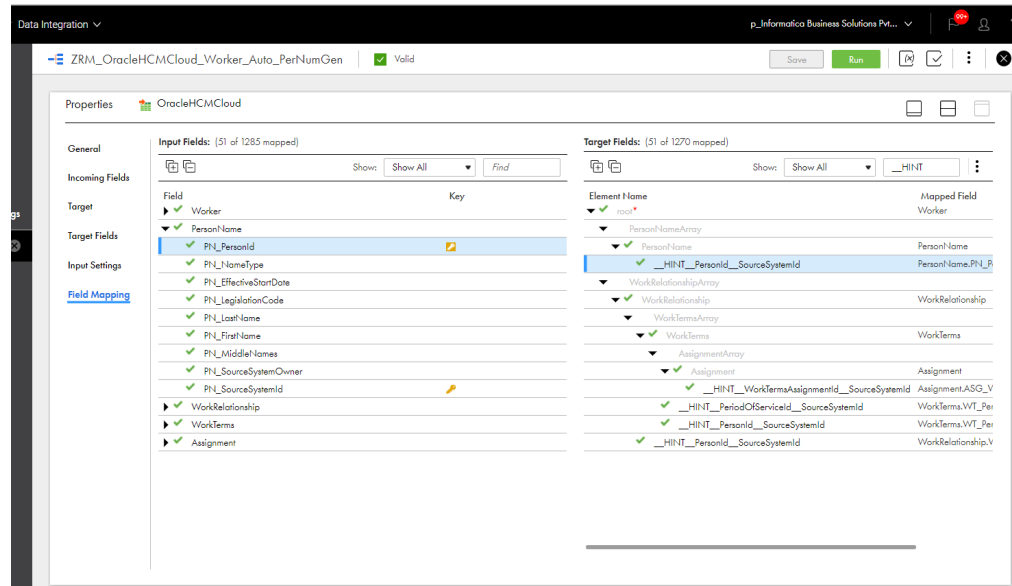 Data Integration
p_Informatica Business Solutions Pvt...
99+
ZRM_OracleHCMCloud_Worker_Auto_PerNumGen
Valid
Save
Run
Properties
OracleHCMCloud
General
Incoming Fields
Target
Target Fields
Input Settings
Field Mapping
gs
Input Fields: (51 of 1285 mapped)
Show: Show All
Find
Field Key
Worker
PersonName
PN_PersonId
PN_NameType
PN_EffectiveStartDate
PN_LegislationCode
PN_LastName
PN_FirstName
PN_MiddleNames
PN_SourceSystemOwner
PN_SourceSystemId
WorkRelationship
WorkTerms
Assignment
Target Fields: (51 of 1270 mapped)
Show: Show All
__HINT
Element Name Mapped Field
root* Worker
PersonNameArray
PersonName PersonName
__HINT__PersonId__SourceSystemId PersonName.PN_P
WorkRelationshipArray
WorkRelationship WorkRelationship
WorkTermsArray
WorkTerms WorkTerms
AssignmentArray
Assignment Assignment
__HINT__WorkTermsAssignmentId__SourceSystemId Assignment.ASG_V
__HINT__PeriodOfServiceId__SourceSystemId WorkTerms.WT_Per
__HINT__PersonId__SourceSystemId WorkTerms.WT_Per
__HINT__PersonId__SourceSystemId WorkRelationship.V